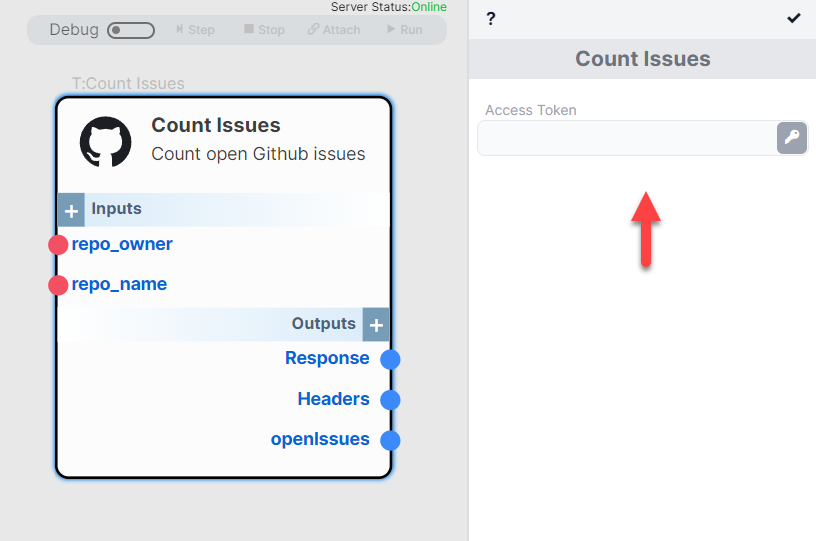 Server Status:Online
Debug Step Stop Attach Run
T:Count Issues
Count Issues
Count open Github issues
+ Inputs
repo_owner
repo_name
Outputs +
Response
Headers
openIssues
?
Count Issues
Access Token